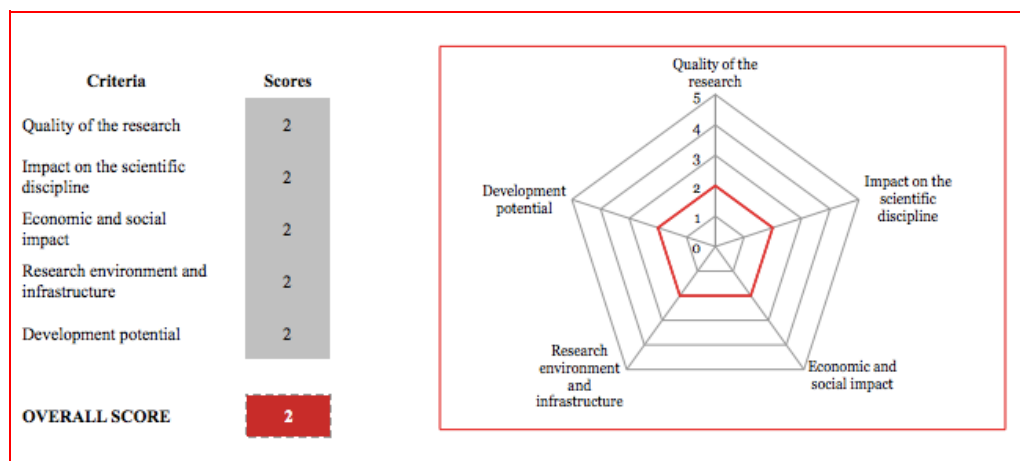 Criteria Scores
Quality of the research 2
Impact on the scientific
discipline 2
Economic and social
impact 2
Research environment and
infrastructure 2
Development potential 2
OVERALL SCORE 2
Quality of the
research
5
4
3
2
1
0
Impact on the
scientific
discipline
Economic and
social impact
Research
environment
and
infrastructure
Development
potential